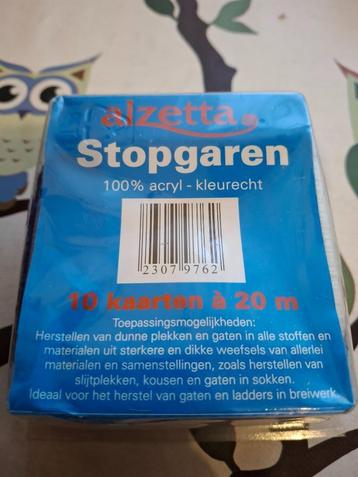 alzetta
Stopgaren
100% acryl - kleurecht
2307 9762
10 kaarten à 20 m
Toepassingsmogelijkheden:
Herstellen van dunne plekken en gaten in alle stoffen en
materialen uit sterkere en dikke weefsels van allerlei
materialen en samenstellingen, zoals herstellen van
slijtplekken, kousen en gaten in sokken.
Ideaal voor het herstel van gaten en ladders in breiwerk.